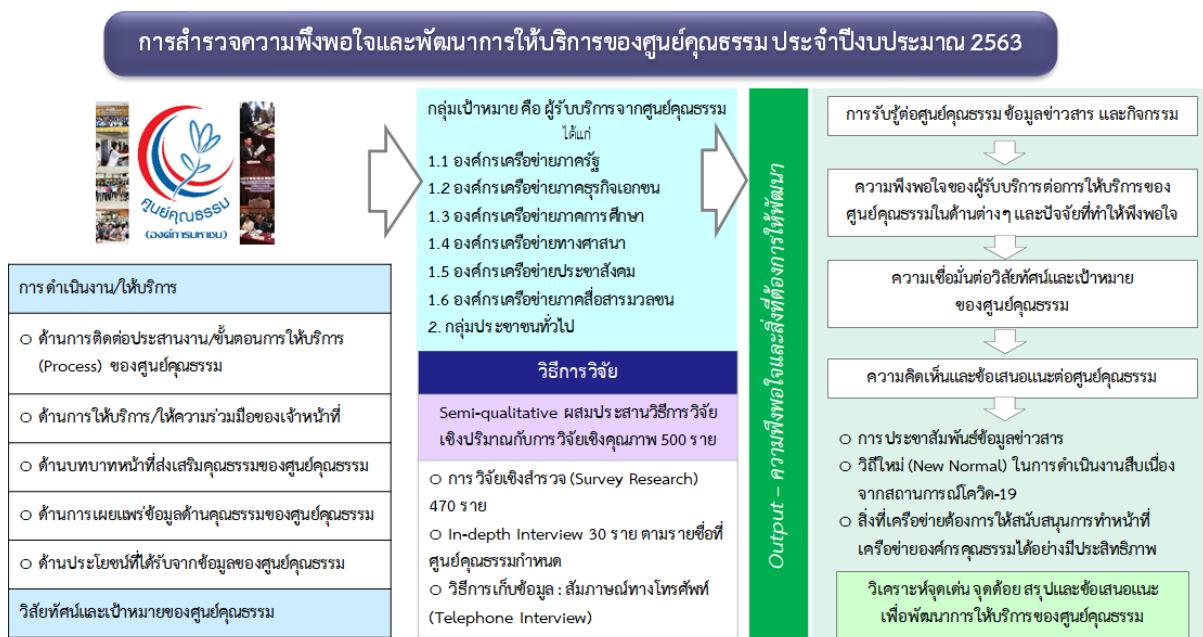 การสำรวจความพึงพอใจและพัฒนาการให้บริการของศูนย์คุณธรรม ประจำปีงบประมาณ 2563
ศูนย์คุณธรรม
(องค์การมหาชน)
การดำเนินงาน/ให้บริการ
○ ด้านการติดต่อประสานงาน/ขั้นตอนการให้บริการ
(Process) ของศูนย์คุณธรรม
○ ด้านการให้บริการ/ให้ความร่วมมือของเจ้าหน้าที่
○ ด้านบทบาทหน้าที่ส่งเสริมคุณธรรมของศูนย์คุณธรรม
○ ด้านการเผยแพร่ข้อมูลด้านคุณธรรมของศูนย์คุณธรรม
○ ด้านประโยชน์ที่ได้รับจากข้อมูลของศูนย์คุณธรรม
วิสัยทัศน์และเป้าหมายของศูนย์คุณธรรม
กลุ่มเป้าหมาย คือ ผู้รับบริการจากศูนย์คุณธรรม
ได้แก่
1.1 องค์กรเครือข่ายภาครัฐ
1.2 องค์กรเครือข่ายภาคธุรกิจเอกชน
1.3 องค์กรเครือข่ายภาคการศึกษา
1.4 องค์กรเครือข่ายทางศาสนา
1.5 องค์กรเครือข่ายประชาสังคม
1.6 องค์กรเครือข่ายภาคสื่อสารมวลชน
2. กลุ่มประชาชนทั่วไป
วิธีการวิจัย
Semi-qualitative ผสมประสานวิธีการวิจัย
เชิงปริมาณกับการวิจัยเชิงคุณภาพ 500 ราย
○ การวิจัยเชิงสำรวจ (Survey Research)
470 ราย
○ In-depth Interview 30 ราย ตามรายชื่อที่
ศูนย์คุณธรรมกำหนด
○ วิธีการเก็บข้อมูล : สัมภาษณ์ทางโทรศัพท์
(Telephone Interview)
Output – ความพึงพอใจและสิ่งที่ต้องการให้พัฒนา
การรับรู้ต่อศูนย์คุณธรรม ข้อมูลข่าวสาร และกิจกรรม
ความพึงพอใจของผู้รับบริการต่อการให้บริการของ
ศูนย์คุณธรรมในด้านต่างๆ และปัจจัยที่ทำให้พึงพอใจ
ความเชื่อมั่นต่อวิสัยทัศน์และเป้าหมาย
ของศูนย์คุณธรรม
ความคิดเห็นและข้อเสนอแนะต่อศูนย์คุณธรรม
○ การประชาสัมพันธ์ข้อมูลข่าวสาร
○ วิถีใหม่ (New Normal) ในการดำเนินงานสืบเนื่อง
จากสถานการณ์โควิด-19
○ สิ่งที่เครือข่ายต้องการให้สนับสนุนการทำหน้าที่
เครือข่ายองค์กรคุณธรรมได้อย่างมีประสิทธิภาพ
วิเคราะห์จุดเด่น จุดด้อย สรุปและข้อเสนอแนะ
เพื่อพัฒนาการให้บริการของศูนย์คุณธรรม